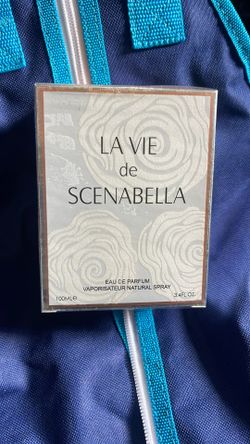 LA VIE
de
SCENABELLA
EAU DE PARFUM
VAPORISATEUR NATURAL SPRAY
100ML℮ 3.4FL.OZ.